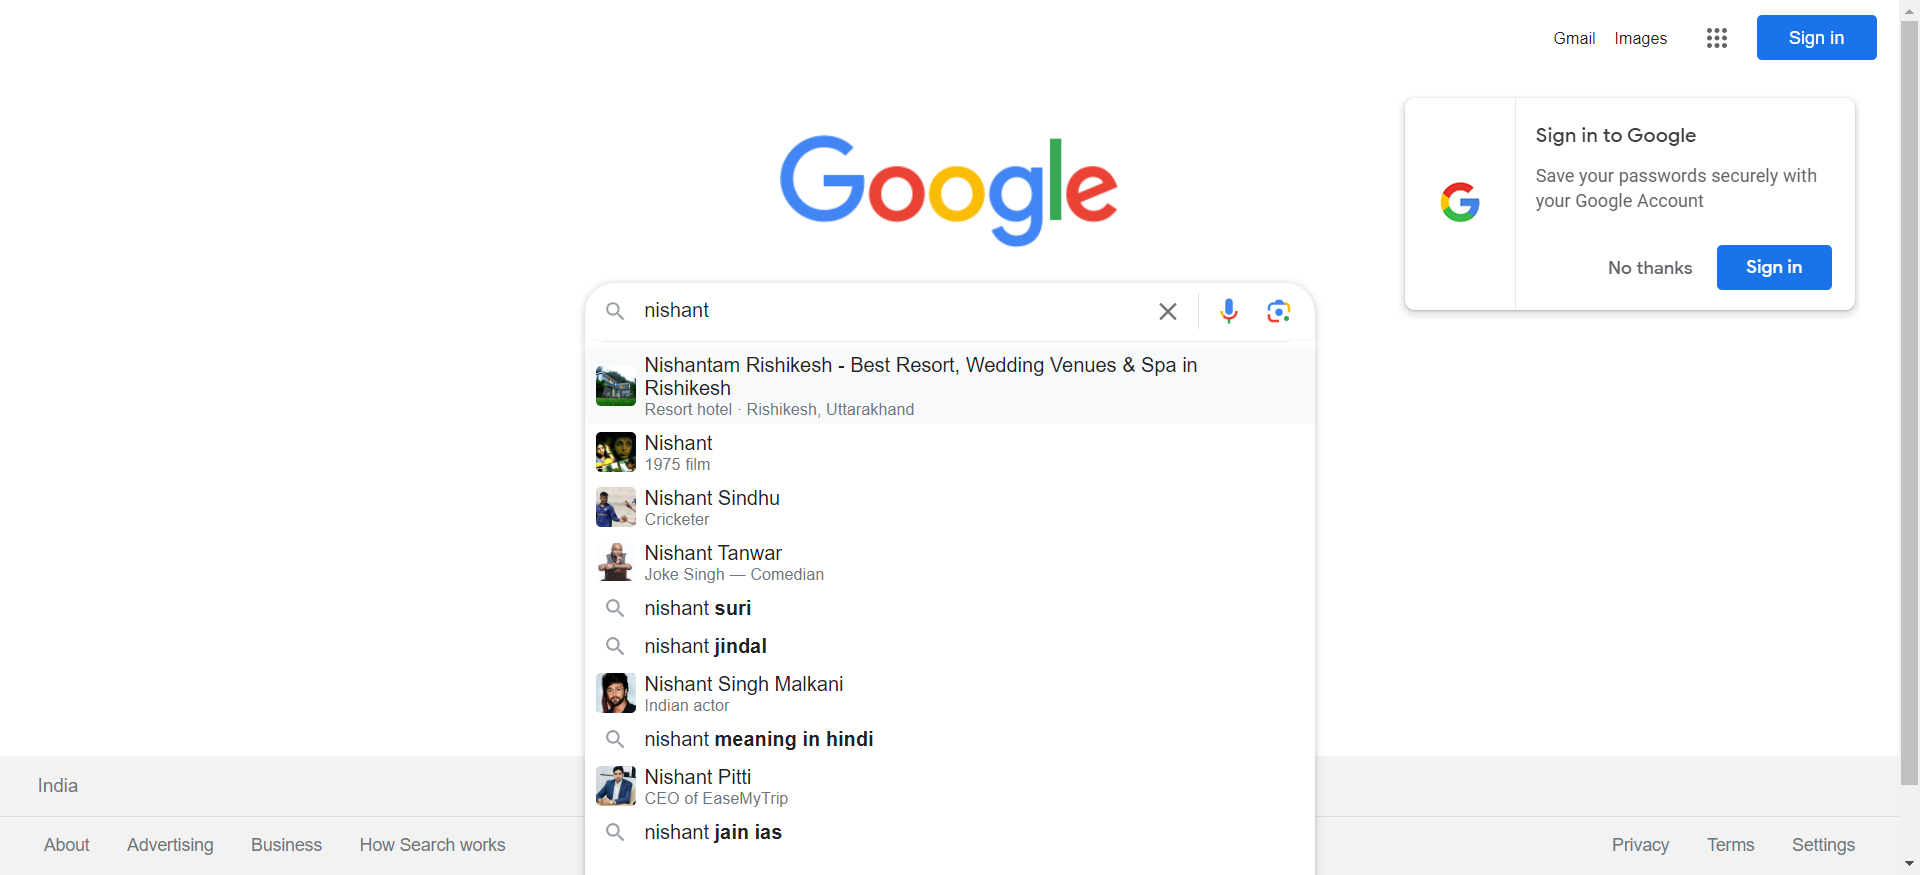 Gmail Images Sign in
Google
Sign in to Google
Save your passwords securely with
your Google Account
No thanks Sign in
nishant
Nishantam Rishikesh - Best Resort, Wedding Venues & Spa in
Rishikesh
Resort hotel · Rishikesh, Uttarakhand
Nishant
1975 film
Nishant Sindhu
Cricketer
Nishant Tanwar
Joke Singh — Comedian
nishant suri
nishant jindal
Nishant Singh Malkani
Indian actor
nishant meaning in hindi
Nishant Pitti
CEO of EaseMyTrip
nishant jain ias
India
About Advertising Business How Search works
Privacy Terms Settings